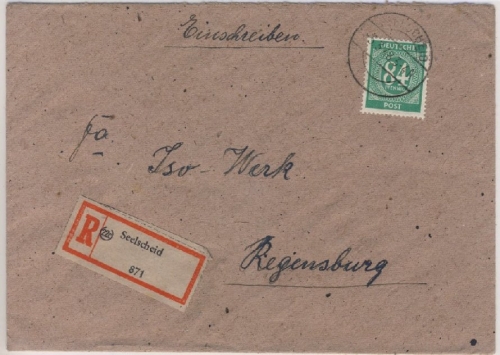 Einschreiben.
DEUTSCHE
84
POST
Fa
Iso-Werk
R
Seelscheid
871
Regensburg